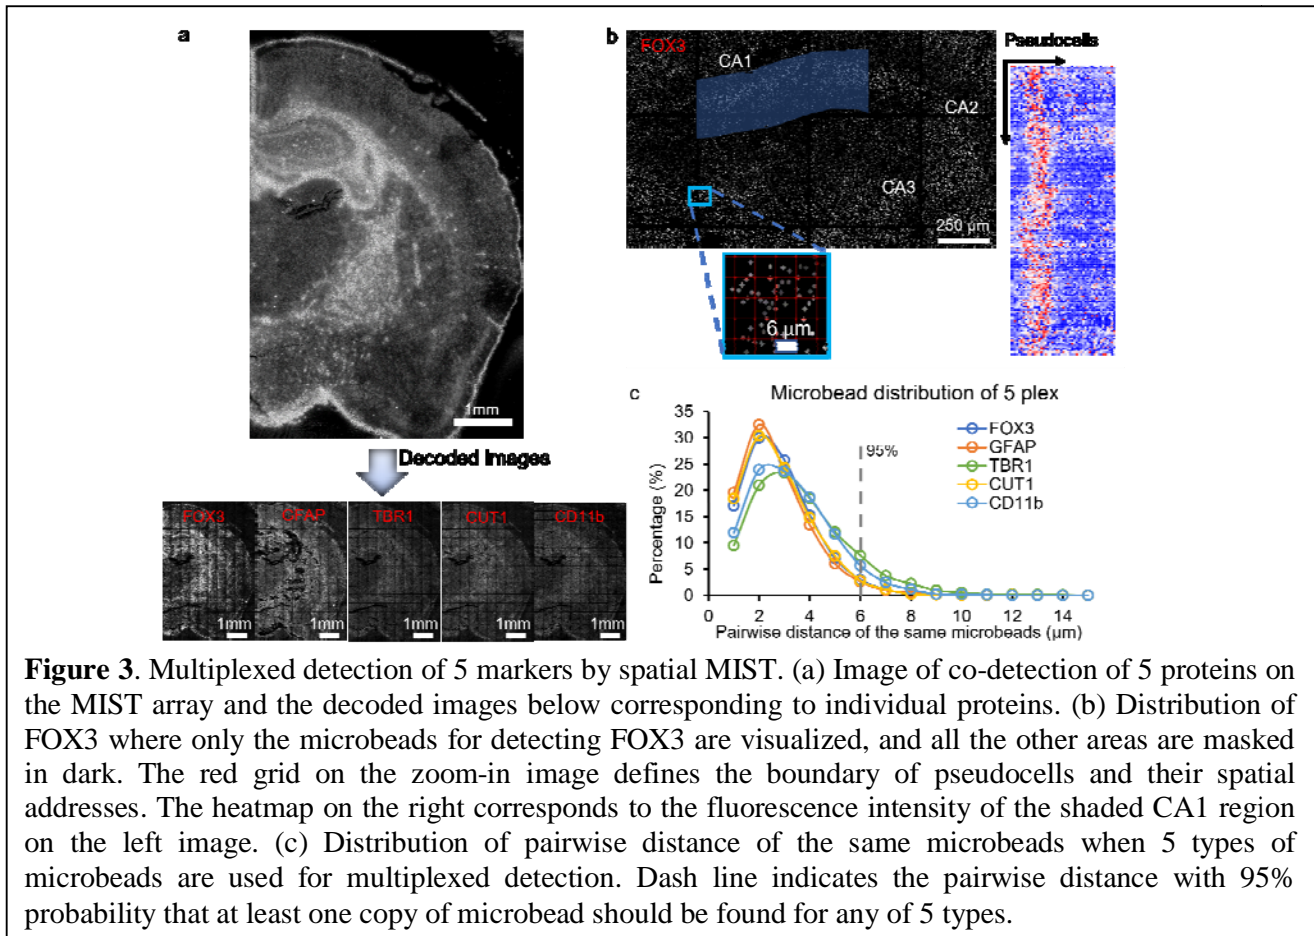 a
1mm
Decoded Images
FOX3 GFAP TBR1 CUT1 CD11b
1mm 1mm 1mm 1mm 1mm
b
FOX3
CA1
CA2
CA3
250 µm
6 µm
Pseudocells
c
Microbead distribution of 5 plex
Percentage (%)
35
30
25
20
15
10
5
0
95%
FOX3
GFAP
TBR1
CUT1
CD11b
0 2 4 6 8 10 12 14
Pairwise distance of the same microbeads (µm)
Figure 3. Multiplexed detection of 5 markers by spatial MIST. (a) Image of co-detection of 5 proteins on
the MIST array and the decoded images below corresponding to individual proteins. (b) Distribution of
FOX3 where only the microbeads for detecting FOX3 are visualized, and all the other areas are masked
in dark. The red grid on the zoom-in image defines the boundary of pseudocells and their spatial
addresses. The heatmap on the right corresponds to the fluorescence intensity of the shaded CA1 region
on the left image. (c) Distribution of pairwise distance of the same microbeads when 5 types of
microbeads are used for multiplexed detection. Dash line indicates the pairwise distance with 95%
probability that at least one copy of microbead should be found for any of 5 types.